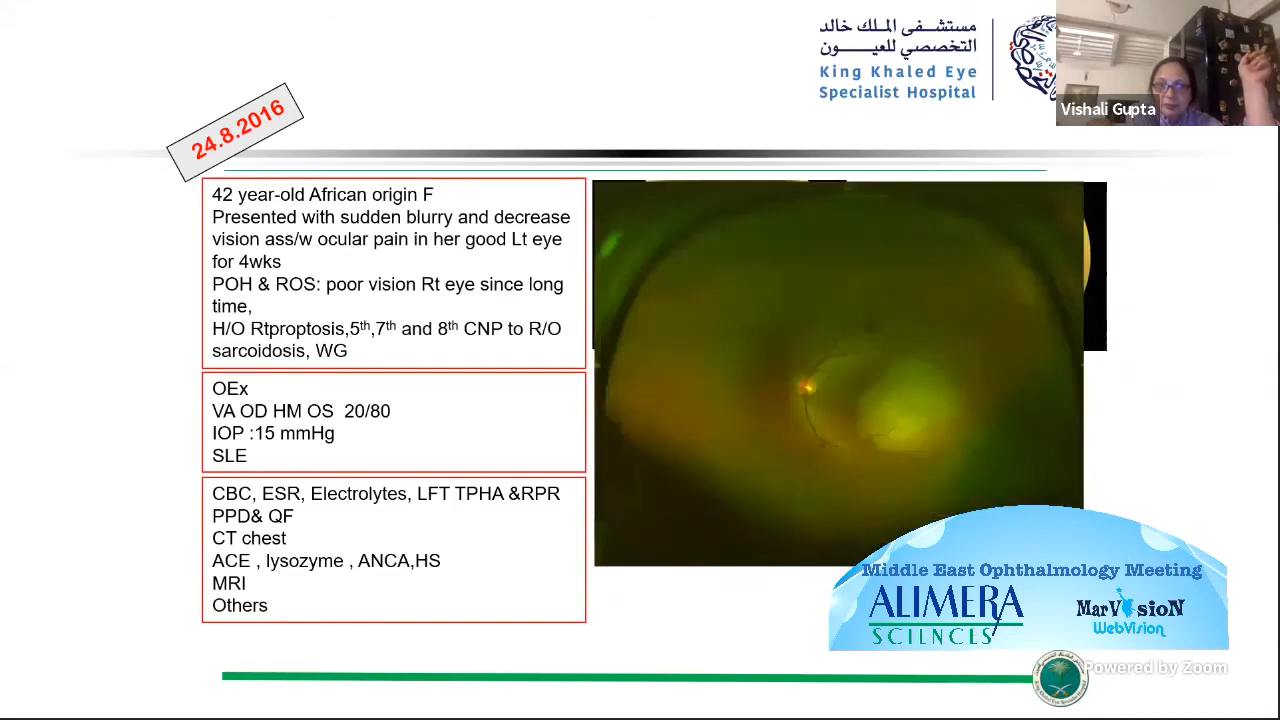 مستشفى الملك خالد
التخصصي للعيون
King Khaled Eye
Specialist Hospital
Vishali Gupta
24.8.2016
42 year-old African origin F
Presented with sudden blurry and decrease
vision ass/w ocular pain in her good Lt eye
for 4wks
POH & ROS: poor vision Rt eye since long
time,
H/O Rtproptosis,5th,7th and 8th CNP to R/O
sarcoidosis, WG
OEx
VA OD HM OS 20/80
IOP :15 mmHg
SLE
CBC, ESR, Electrolytes, LFT TPHA &RPR
PPD& QF
CT chest
ACE , lysozyme , ANCA,HS
MRI
Others
Middle East Ophthalmology Meeting
ALIMERA
SCILNCLS
MarVisioN
WebVision
Powered by Zoom